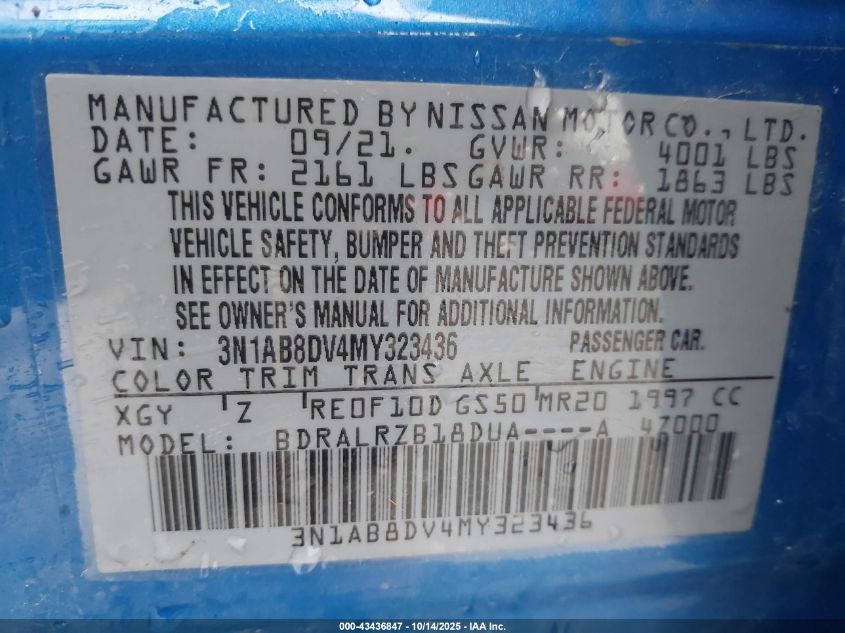 MANUFACTURED BY NISSAN MOTOR CO., LTD.
DATE: 09/21. GVWR: 4001 LBS
GAWR FR: 2161 LBS GAWR RR: 1863 LBS
THIS VEHICLE CONFORMS TO ALL APPLICABLE FEDERAL MOTOR
VEHICLE SAFETY, BUMPER AND THEFT PREVENTION STANDARDS
IN EFFECT ON THE DATE OF MANUFACTURE SHOWN ABOVE.
SEE OWNER'S MANUAL FOR ADDITIONAL INFORMATION.
VIN: 3N1AB8DV4MY323436 PASSENGER CAR.
COLOR TRIM TRANS AXLE ENGINE
XGY Z RE0F10D GS50 MR20 1997 CC
MODEL: BDRALRZB18DUA----A 47000
3N1AB8DV4MY323436
000-43436847 | 10/14/2025 | IAA Inc.